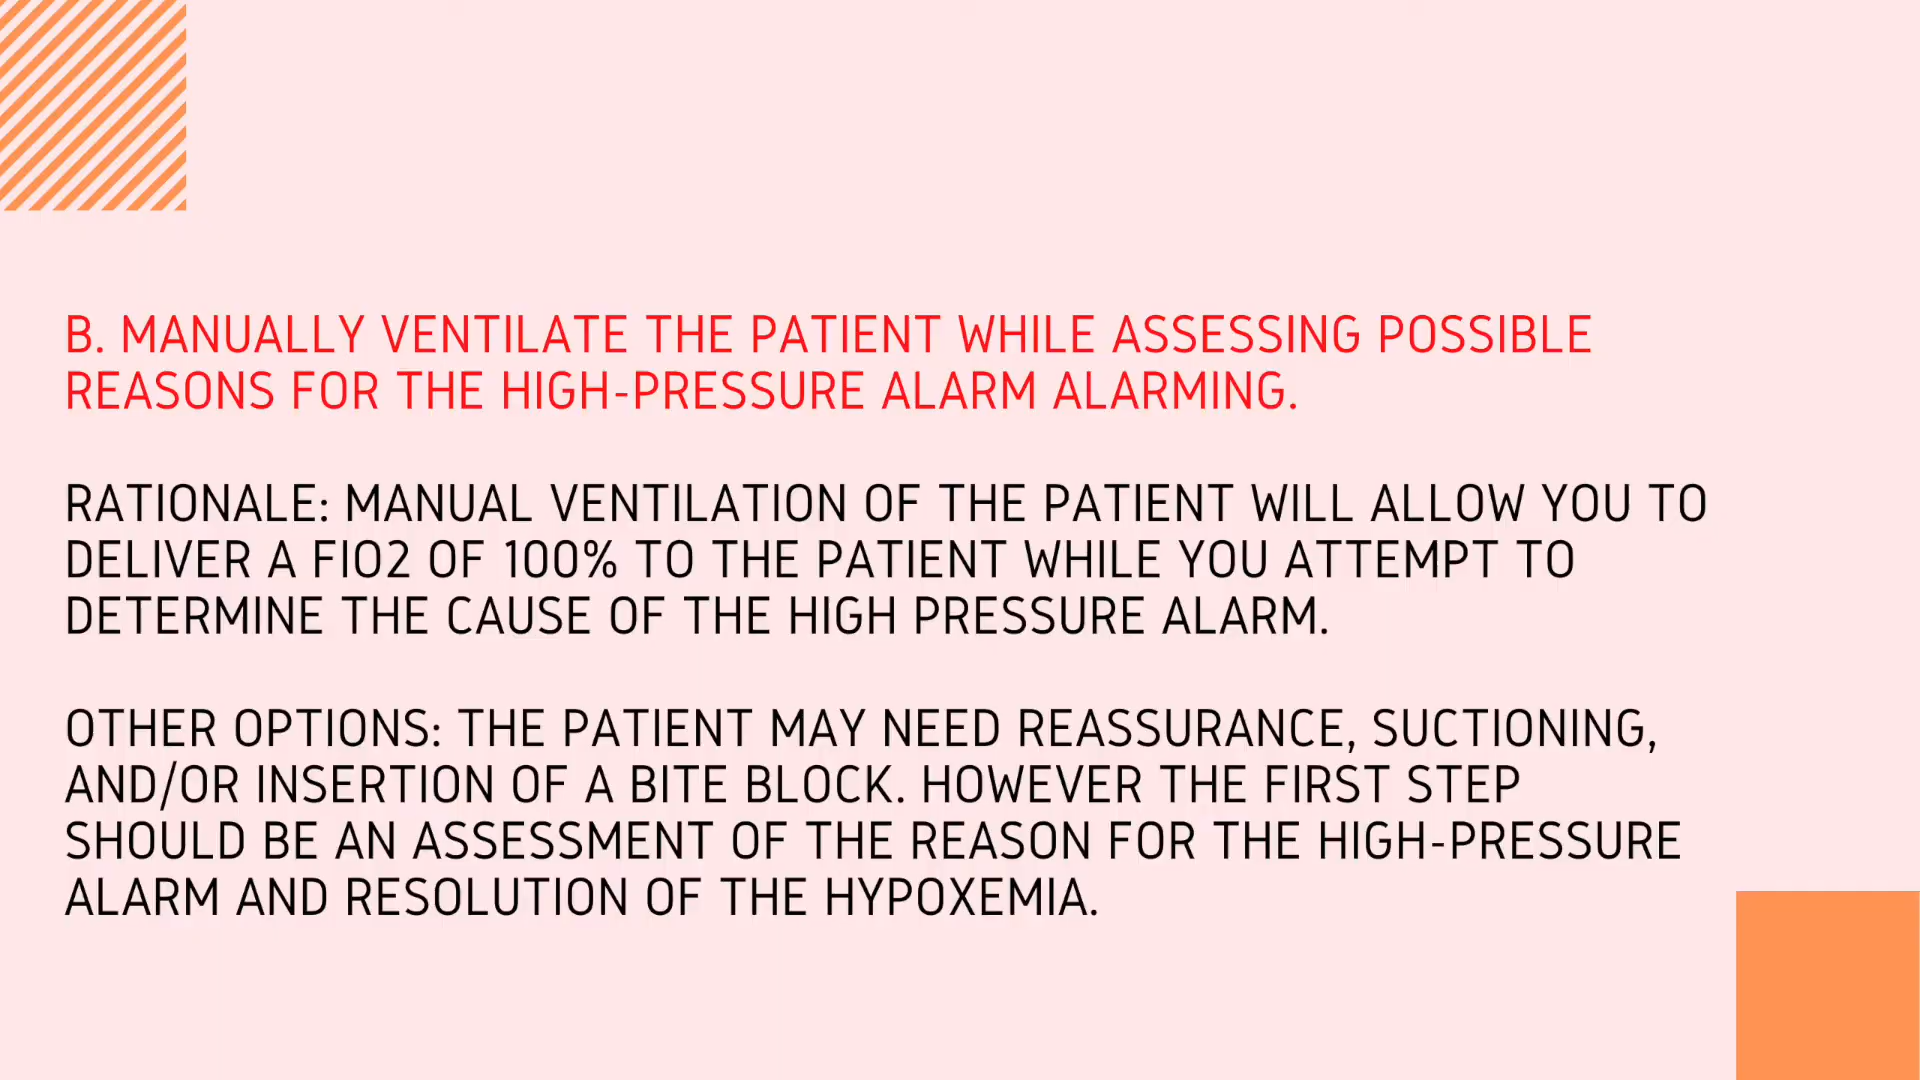 B. MANUALLY VENTILATE THE PATIENT WHILE ASSESSING POSSIBLE
REASONS FOR THE HIGH-PRESSURE ALARM ALARMING.
RATIONALE: MANUAL VENTILATION OF THE PATIENT WILL ALLOW YOU TO
DELIVER A FIO2 OF 100% TO THE PATIENT WHILE YOU ATTEMPT TO
DETERMINE THE CAUSE OF THE HIGH PRESSURE ALARM.
OTHER OPTIONS: THE PATIENT MAY NEED REASSURANCE, SUCTIONING,
AND/OR INSERTION OF A BITE BLOCK. HOWEVER THE FIRST STEP
SHOULD BE AN ASSESSMENT OF THE REASON FOR THE HIGH-PRESSURE
ALARM AND RESOLUTION OF THE HYPOXEMIA.